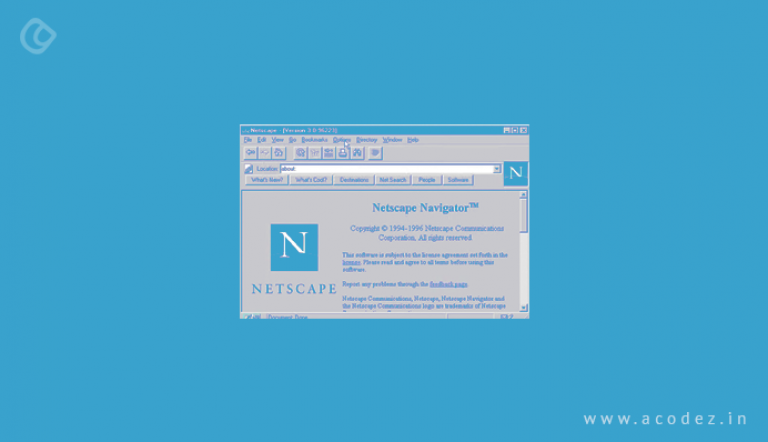 Netscape - [Version 3.0-96221]
File Edit View Go Bookmarks Options Directory Window Help
Location: about:
N
What's New? What's Cool? Destinations Net Search People Software
Netscape Navigator™
Copyright © 1994-1996 Netscape Communications
Corporation, All rights reserved
N
NETSCAPE
This software is subject to the license agreement set forth in the
license. Please read and agree to all terms before using this
software.
Report any problems through the feedback page.
Netscape Communications, Netscape, Netscape Navigator and
the Netscape Communications logo are trademarks of Netscape
Document: Done
www.acodez.in